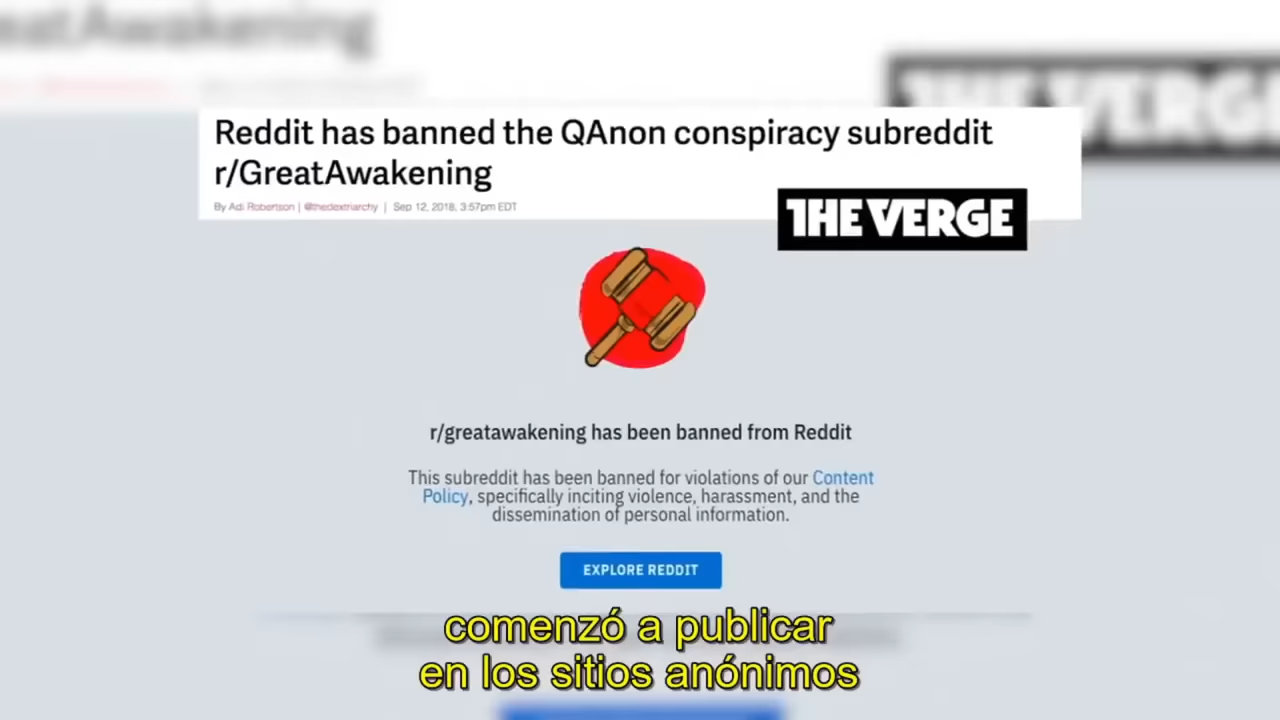 Reddit has banned the QAnon conspiracy subreddit
r/GreatAwakening
By Adi Robertson | @thedextriarchy | Sep 12, 2018, 3:57pm EDT
THE VERGE
r/greatawakening has been banned from Reddit
This subreddit has been banned for violations of our Content
Policy, specifically inciting violence, harassment, and the
dissemination of personal information.
EXPLORE REDDIT
comenzó a publicar
en los sitios anónimos